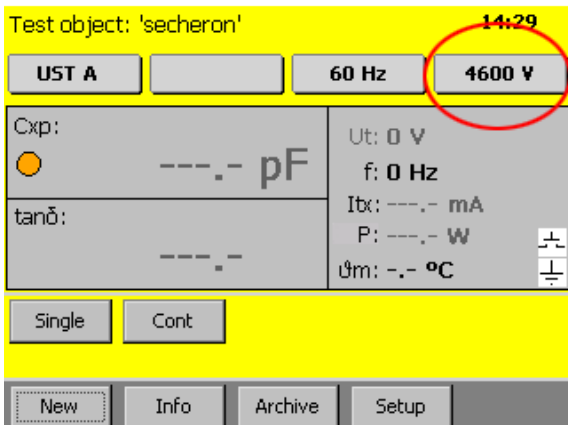 Test object: 'secheron' 14:29
UST A 60 Hz 4600 V
Cxp:
---.- pF
tanδ:
---.-
Ut: 0 V
f: 0 Hz
Itx: ---.- mA
P: ---.- W
ϑm: -.- ºC
Single Cont
New Info Archive Setup